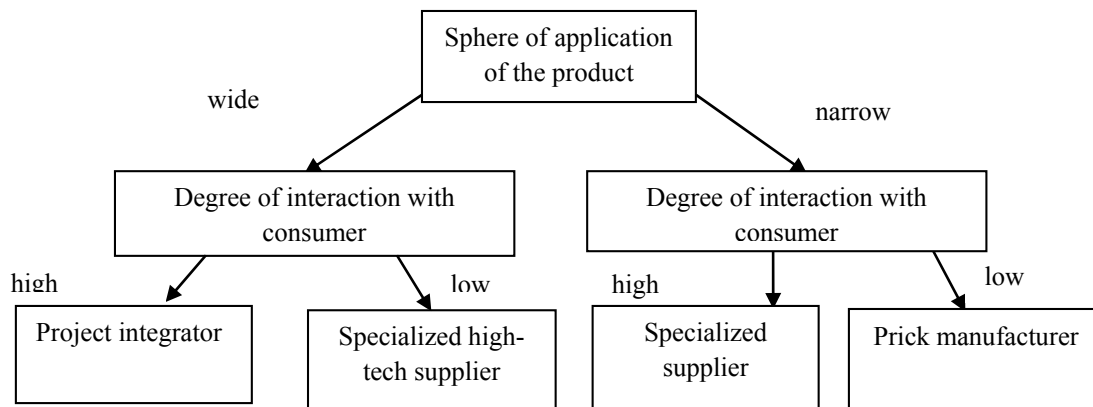 Sphere of application
of the product
wide
narrow
Degree of interaction with
consumer
Degree of interaction with
consumer
high
low
high
low
Project integrator
Specialized high-
tech supplier
Specialized
supplier
Prick manufacturer